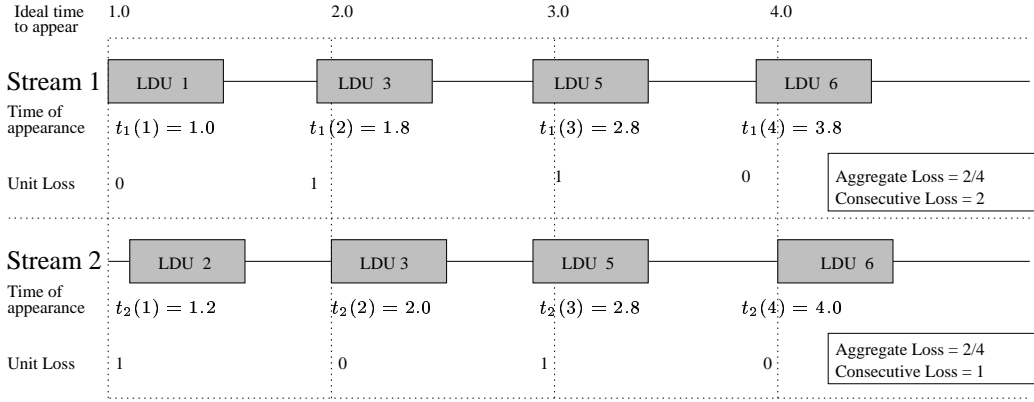 Ideal time
to appear
1.0 2.0 3.0 4.0
Stream 1
LDU 1 LDU 3 LDU 5 LDU 6
Time of
appearance
t₁(1) = 1.0 t₁(2) = 1.8 t₁(3) = 2.8 t₁(4) = 3.8
Unit Loss 0 1 1 0
Aggregate Loss = 2/4
Consecutive Loss = 2
Stream 2
LDU 2 LDU 3 LDU 5 LDU 6
Time of
appearance
t₂(1) = 1.2 t₂(2) = 2.0 t₂(3) = 2.8 t₂(4) = 4.0
Unit Loss 1 0 1 0
Aggregate Loss = 2/4
Consecutive Loss = 1